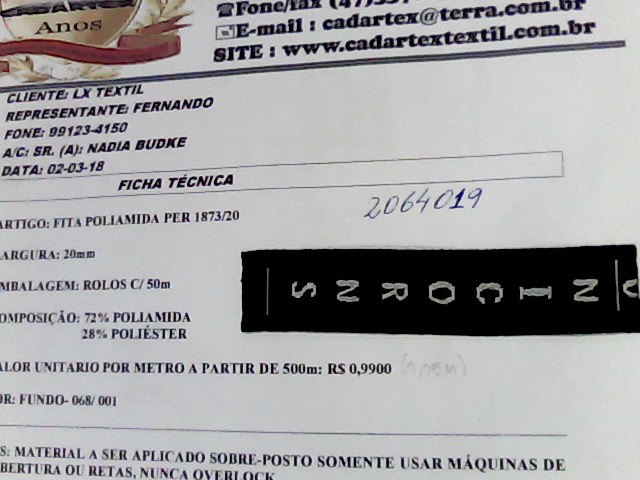 Anos
Fone/fax (47)
E-mail : cadartex@terra.com.br
SITE : www.cadartextextil.com.br
CLIENTE: LX TEXTIL
REPRESENTANTE: FERNANDO
FONE: 99123-4150
A/C: SR. (A): NADIA BUDKE
DATA: 02-03-18
FICHA TÉCNICA
2064019
ARTIGO: FITA POLIAMIDA PER 1873/20
ARGURA: 20mm
MBALAGEM: ROLOS C/ 50m
N I C O R N S
OMPOSIÇÃO: 72% POLIAMIDA
28% POLIÉSTER
ALOR UNITARIO POR METRO A PARTIR DE 500m: R$ 0,9900
OR: FUNDO- 068/ 001
S: MATERIAL A SER APLICADO SOBRE-POSTO SOMENTE USAR MÁQUINAS DE
BERTURA OU RETAS, NUNCA OVERLOCK